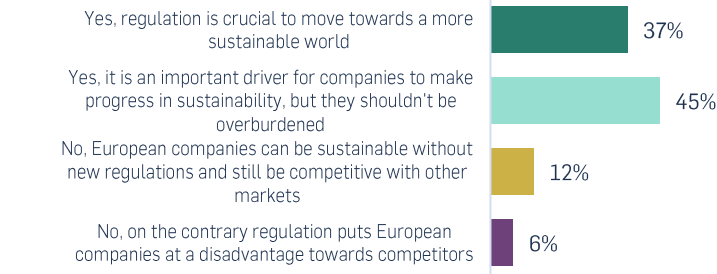 Yes, regulation is crucial to move towards a more
sustainable world
37%
Yes, it is an important driver for companies to make
progress in sustainability, but they shouldn't be
overburdened
45%
No, European companies can be sustainable without
new regulations and still be competitive with other
markets
12%
No, on the contrary regulation puts European
companies at a disadvantage towards competitors
6%